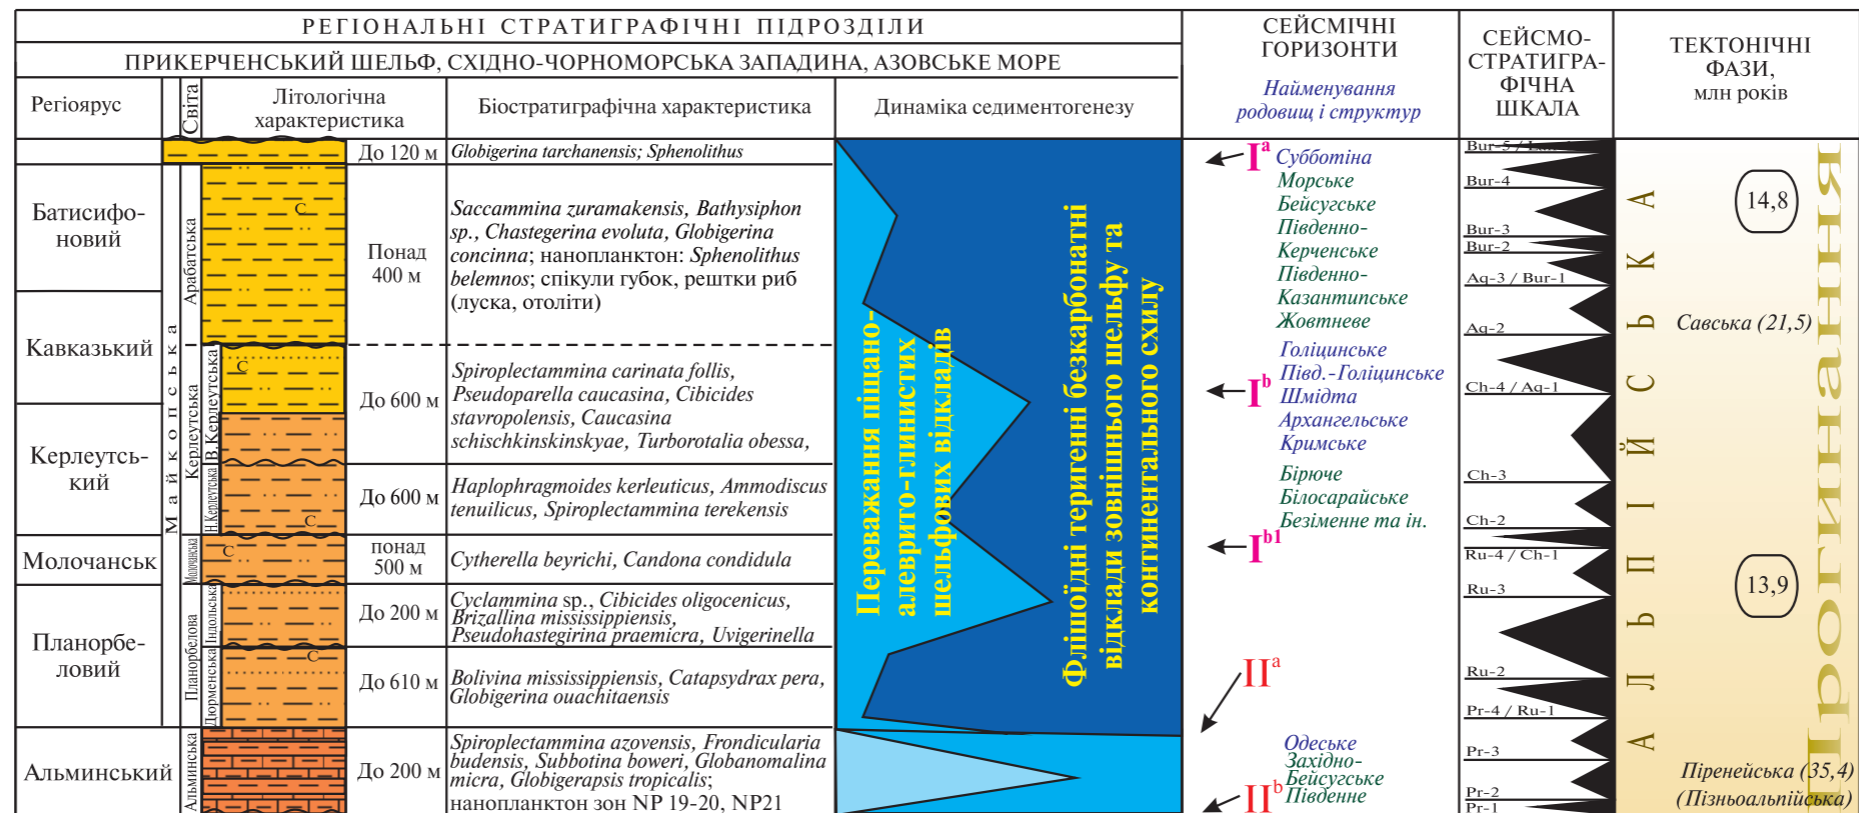 РЕГІОНАЛЬНІ СТРАТИГРАФІЧНІ ПІДРОЗДІЛИ
ПРИКЕРЧЕНСЬКИЙ ШЕЛЬФ, СХІДНО-ЧОРНОМОРСЬКА ЗАПАДИНА, АЗОВСЬКЕ МОРЕ
СЕЙСМІЧНІ
ГОРИЗОНТИ
Найменування
родовищ і структур
СЕЙСМО-
СТРАТИГРА-
ФІЧНА
ШКАЛА
ТЕКТОНІЧНІ
ФАЗИ,
млн років
Регіоярус
Світа
Літологічна
характеристика
Біостратиграфічна характеристика
Динаміка седиментогенезу
Батисифо-
новий
Кавказький
Керлеутсь-
кий
Молочанськ
Планорбе-
ловий
Альминський
Майкопська
Арабатська
Керлеутська
В.Керлеутська
Н.Керлеутська
Молочанська
Планорбелова
Індольська
Дюрменська
Альминська
С
С
С
С
С
До 120 м
Понад
400 м
До 600 м
До 600 м
понад
500 м
До 200 м
До 610 м
До 200 м
Globigerina tarchanensis; Sphenolithus
Saccammina zuramakensis, Bathysiphon
sp., Chastegerina evoluta, Globigerina
concinna; нанопланктон: Sphenolithus
belemnos; спікули губок, рештки риб
(луска, отоліти)
Spiroplectammina carinata follis,
Pseudoparella caucasina, Cibicides
stavropolensis, Caucasina
schischkinskinskyae, Turborotalia obessa,
Haplophragmoides kerleuticus, Ammodiscus
tenuilicus, Spiroplectammina terekensis
Cytherella beyrichi, Candona condidula
Cyclammina sp., Cibicides oligocenicus,
Brizallina mississippiensis,
Pseudohastegirina praemicra, Uvigerinella
Bolivina mississippiensis, Catapsydrax pera,
Globigerina ouachitaensis
Spiroplectammina azovensis, Frondicularia
budensis, Subbotina boweri, Globanomalina
micra, Globigerapsis tropicalis;
нанопланктон зон NP 19-20, NP21
Переважання піщано-
алеврито-глинистих
шельфових відкладів
Флішоїдні теригенні безкарбонатні
відклади зовнішнього шельфу та
континентального схилу
Iа
Ib
Ib1
IIа
IIb
Субботіна
Морське
Бейсугське
Південно-
Керченське
Південно-
Казантипське
Жовтневе
Голіцинське
Півд.-Голіцинське
Шмідта
Архангельське
Кримське
Бірюче
Білосарайське
Безіменне та ін.
Одеське
Західно-
Бейсугське
Південне
Bur-5 /
Bur-4
Bur-3
Bur-2
Aq-3 / Bur-1
Aq-2
Ch-4 / Aq-1
Ch-3
Ch-2
Ru-4 / Ch-1
Ru-3
Ru-2
Pr-4 / Ru-1
Pr-3
Pr-2
Pr-1
АЛЬПІЙСЬКА
14,8
Савська (21,5)
13,9
Піренейська (35,4)
(Пізньоальпійська)
Прогинання